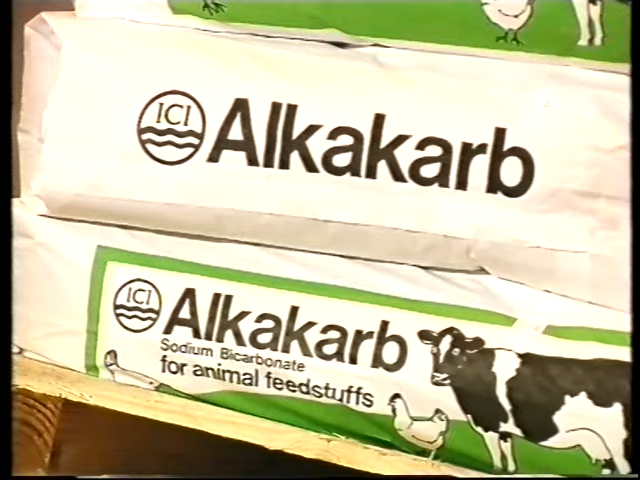 ICI Alkakarb
ICI Alkakarb
Sodium Bicarbonate
for animal feedstuffs